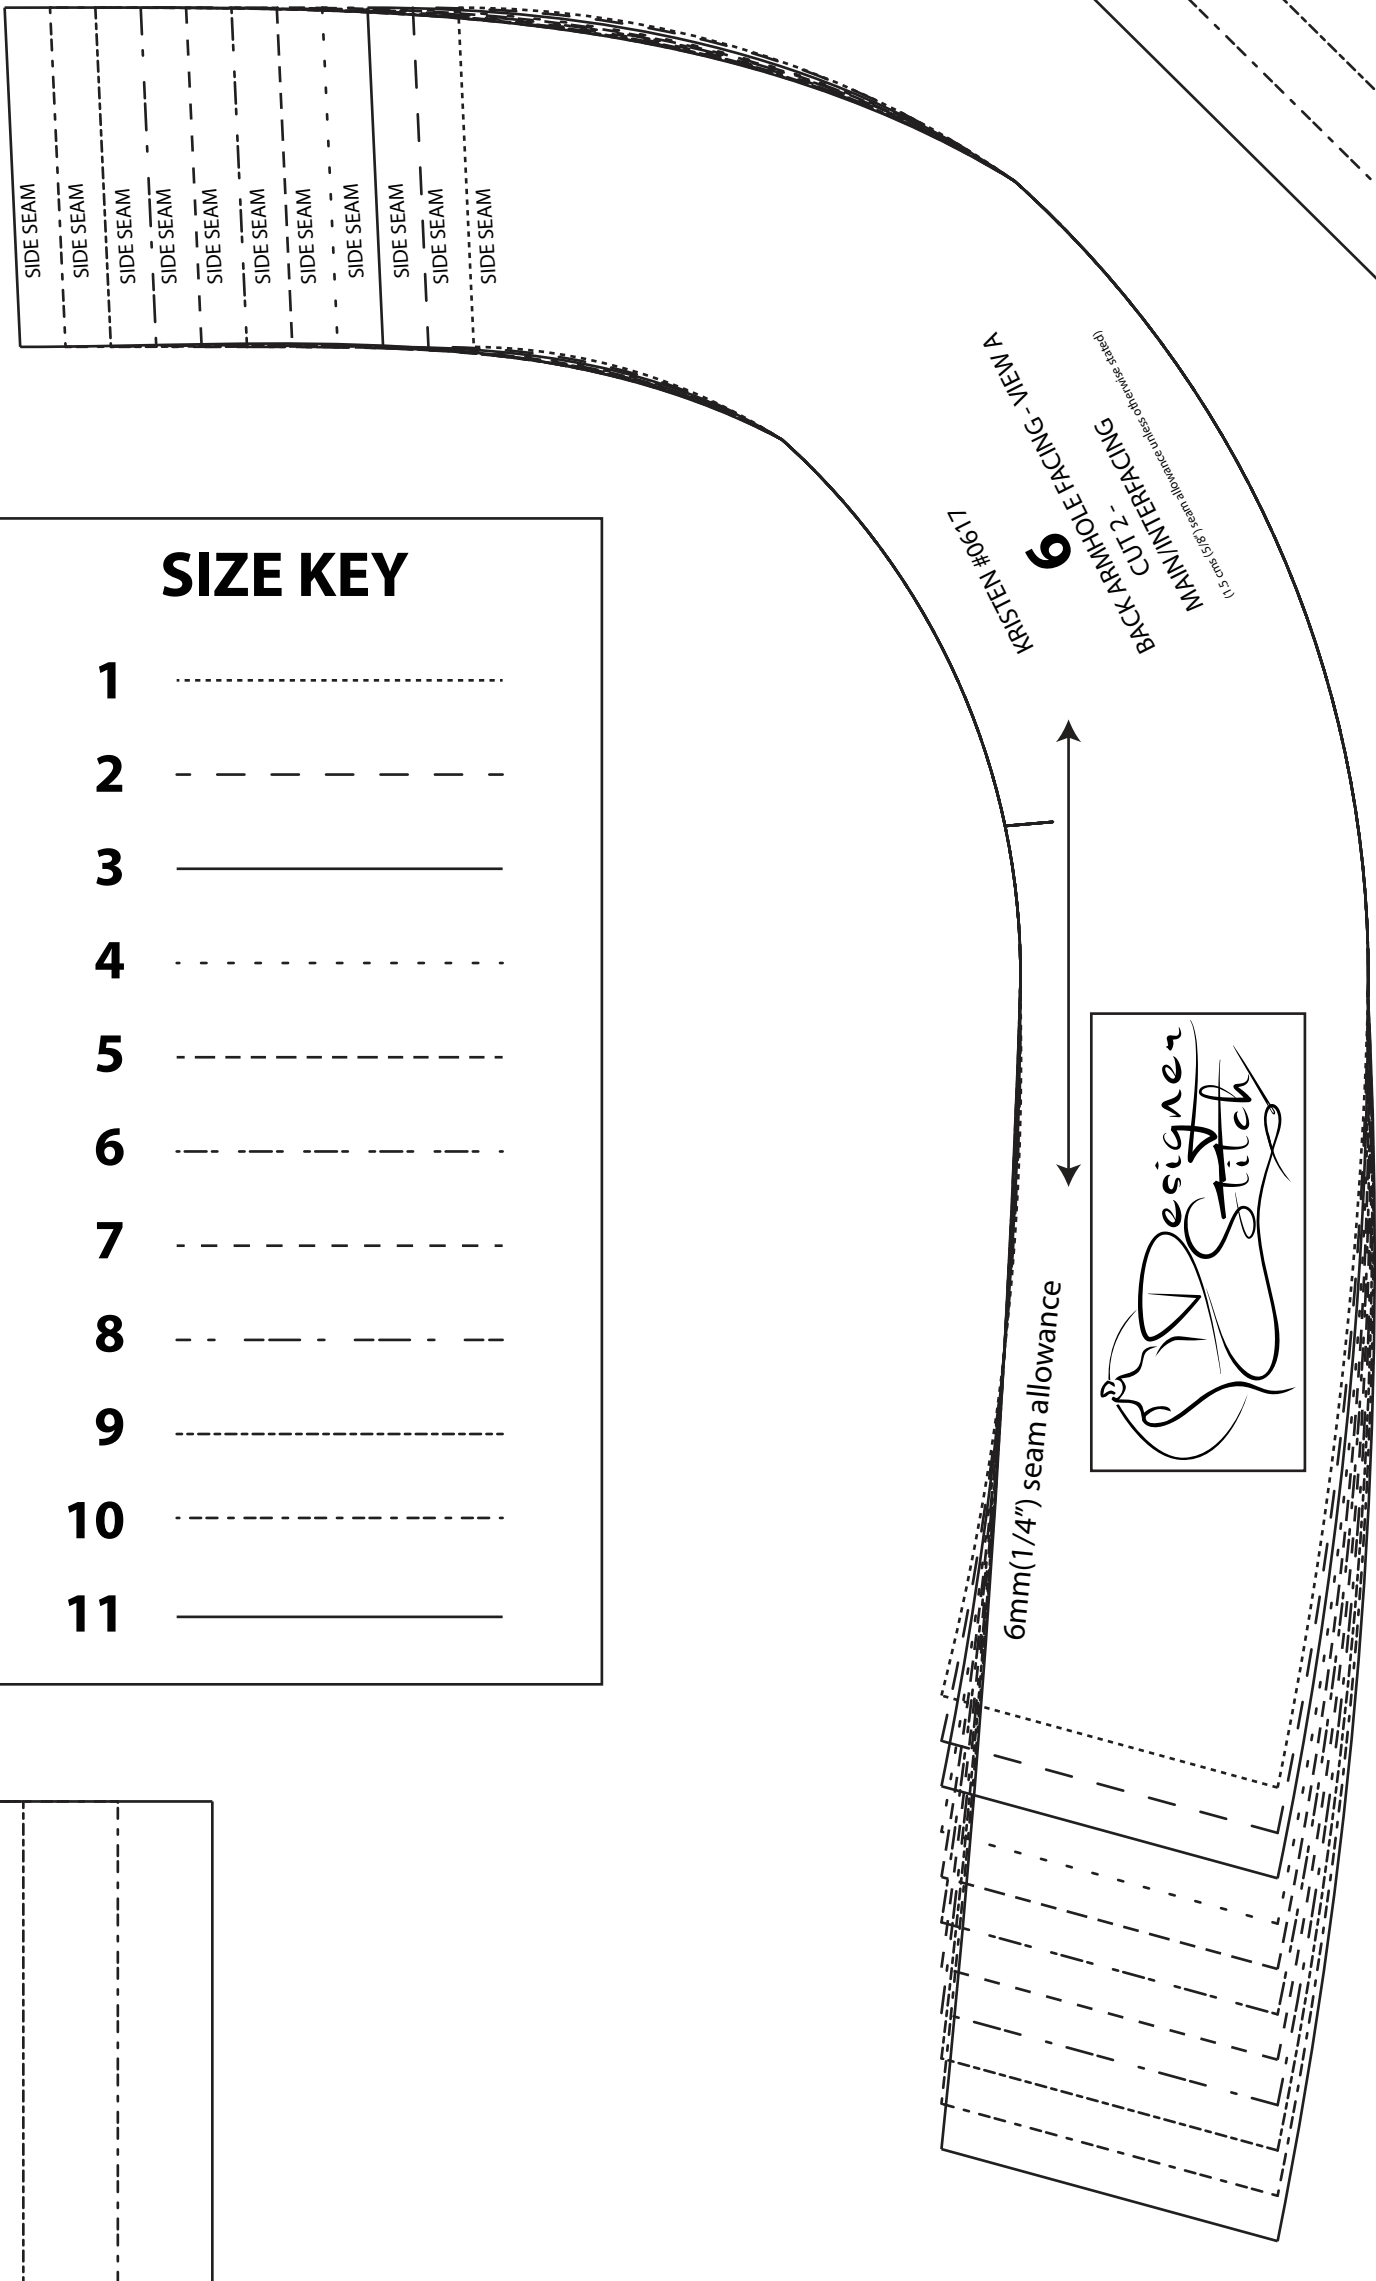 SIDE SEAM
SIDE SEAM
SIDE SEAM
SIDE SEAM
SIDE SEAM
SIDE SEAM
SIDE SEAM
SIDE SEAM
SIDE SEAM
SIDE SEAM
SIDE SEAM
KRISTEN #0617
6
BACK ARMHOLE FACING - VIEW A
CUT 2 -
MAIN/INTERFACING
(1.5 cms (5/8") seam allowance unless otherwise stated)
SIZE KEY
1
2
3
4
5
6
7
8
9
10
11
Designer
Stitch
6mm(1/4") seam allowance